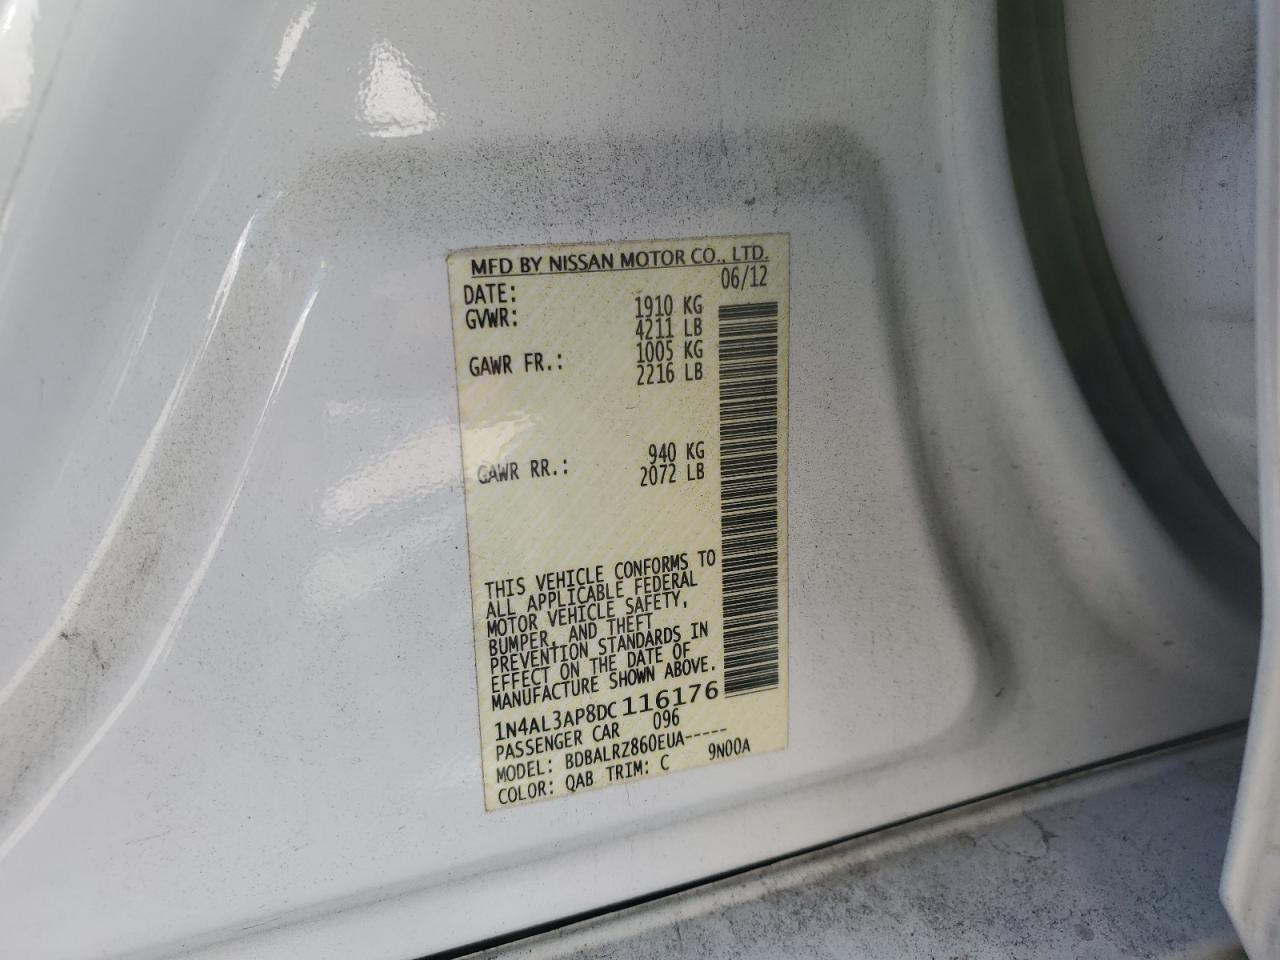 MFD BY NISSAN MOTOR CO., LTD.
DATE: 06/12
GVWR: 1910 KG
4211 LB
GAWR FR.: 1005 KG
2216 LB
GAWR RR.: 940 KG
2072 LB
THIS VEHICLE CONFORMS TO
ALL APPLICABLE FEDERAL
MOTOR VEHICLE SAFETY,
BUMPER, AND THEFT
PREVENTION STANDARDS IN
EFFECT ON THE DATE OF
MANUFACTURE SHOWN ABOVE.
1N4AL3AP8DC116176
PASSENGER CAR 096
MODEL: BDBALRZ860EUA-----
COLOR: QAB TRIM: C 9N00A